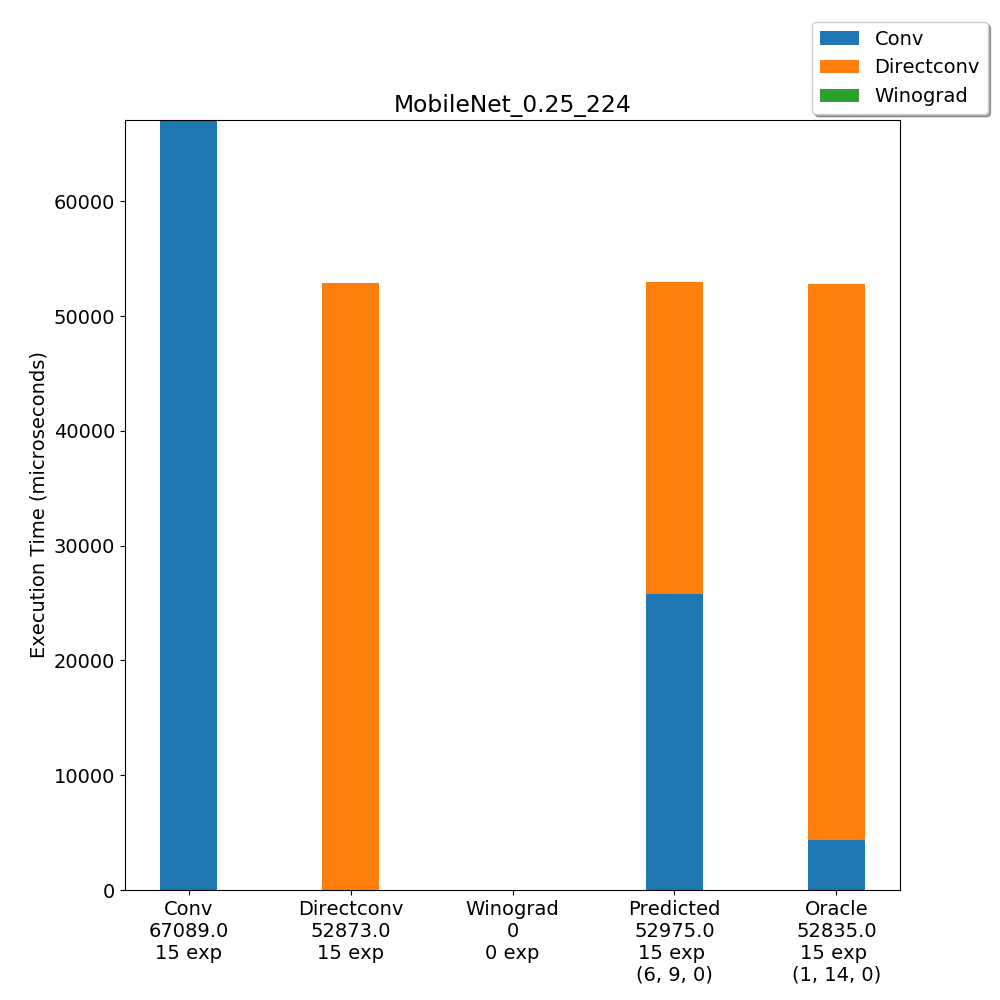 Conv
Directconv
Winograd
MobileNet_0.25_224
Execution Time (microseconds)
60000
50000
40000
30000
20000
10000
0
Conv
67089.0
15 exp
Directconv
52873.0
15 exp
Winograd
0
0 exp
Predicted
52975.0
15 exp
(6, 9, 0)
Oracle
52835.0
15 exp
(1, 14, 0)